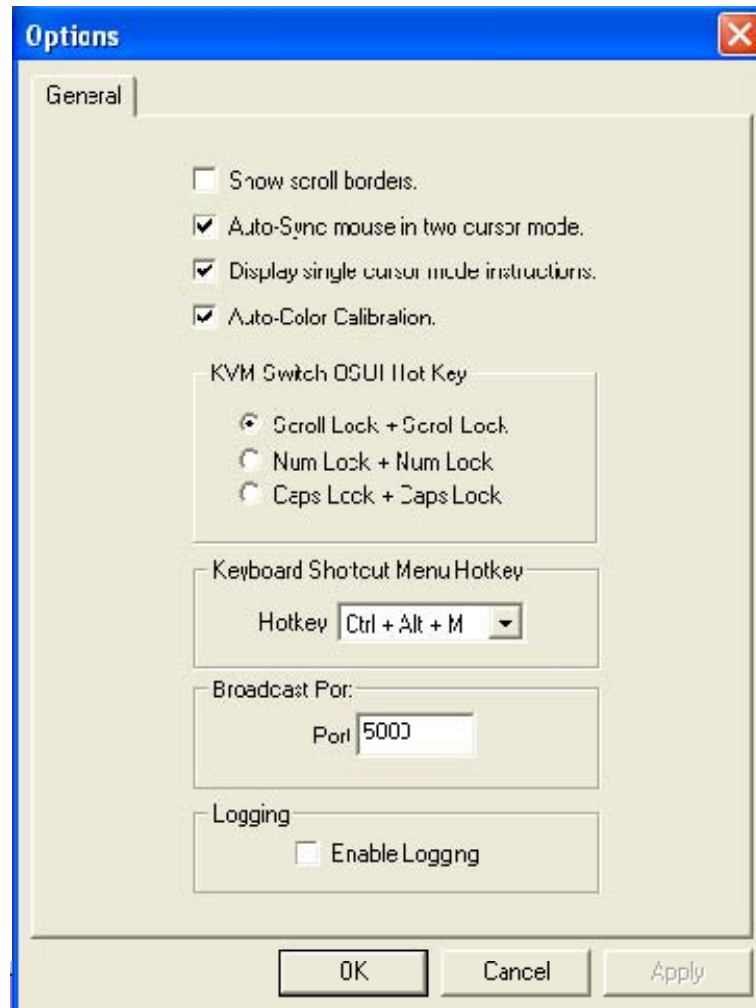 Options
General
Show scroll borders.
Auto-Sync mouse in two cursor mode.
Display single cursor mode instructions.
Auto-Color Calibration.
KVM Switch OSUI Hot Key
Scroll Lock + Scroll Lock
Num Lock + Num Lock
Caps Lock + Caps Lock
Keyboard Shortcut Menu Hotkey
Hotkey Ctrl + Alt + M
Broadcast Port
Port 5000
Logging
Enable Logging
OK Cancel Apply